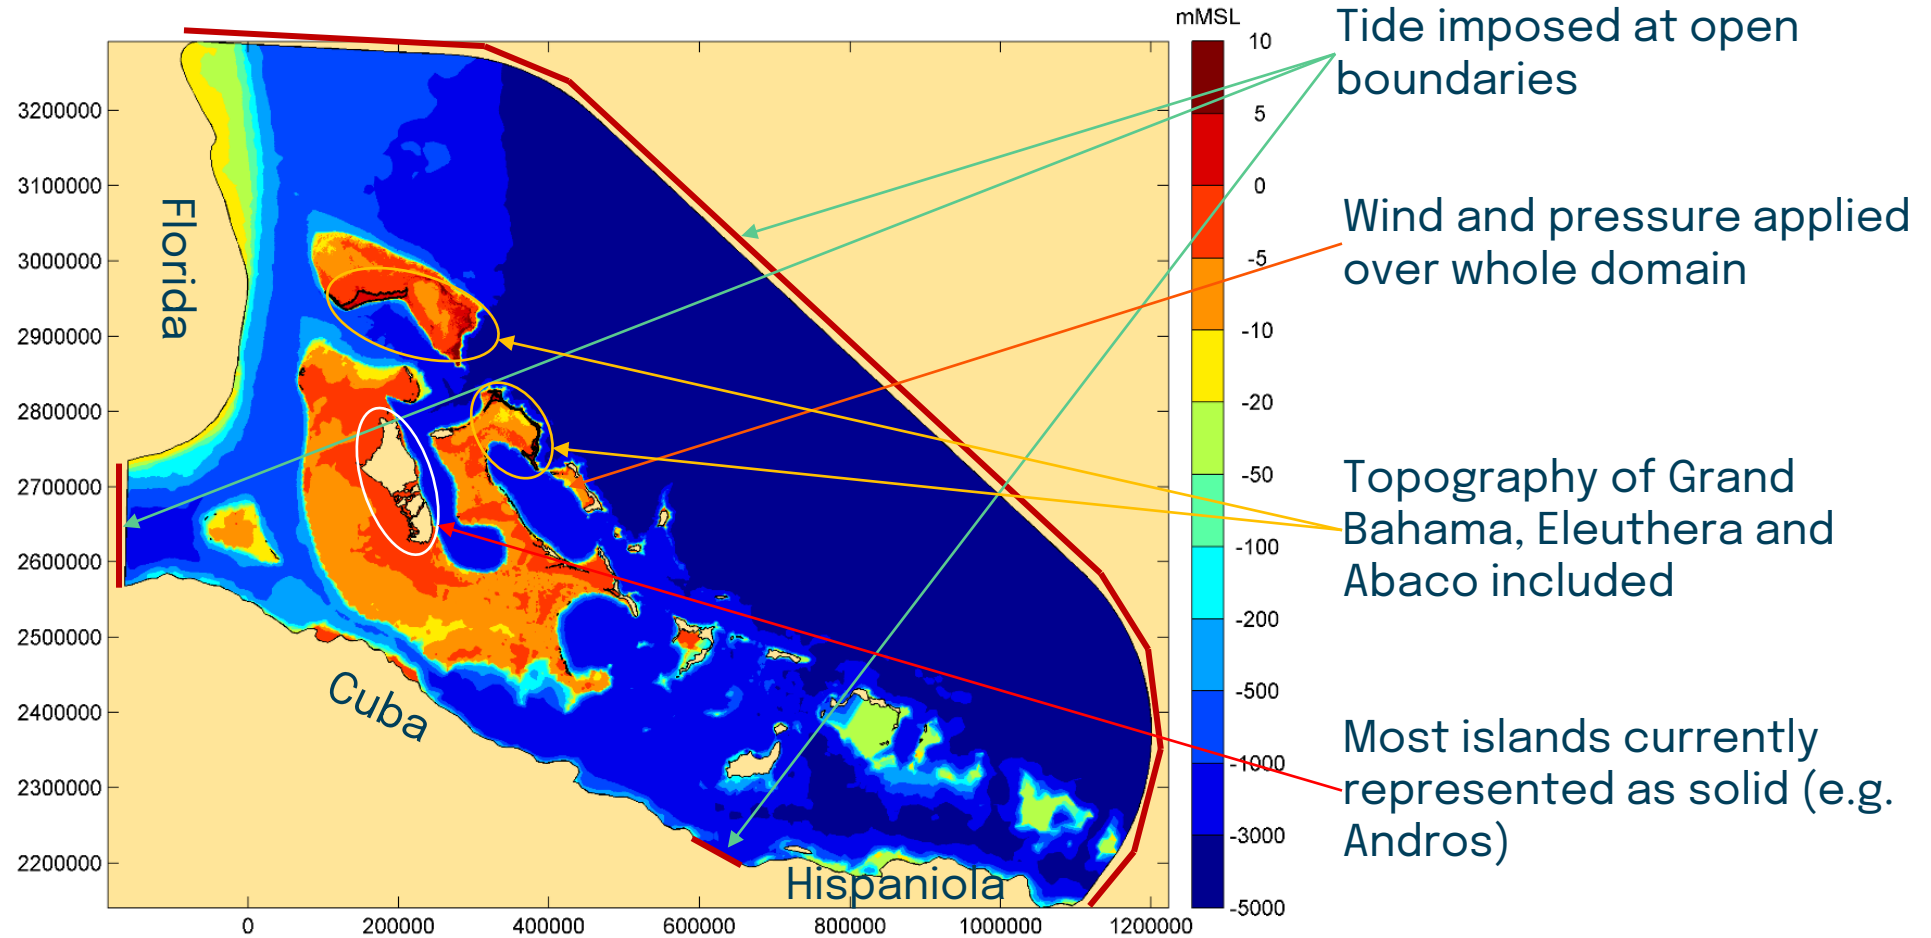 mMSL
10
5
0
-5
-10
-20
-50
-100
-200
-500
-1000
-3000
-5000
3200000
3100000
3000000
2900000
2800000
2700000
2600000
2500000
2400000
2300000
2200000
0
200000
400000
600000
800000
1000000
1200000
Florida
Cuba
Hispaniola
Tide imposed at open
boundaries
Wind and pressure applied
over whole domain
Topography of Grand
Bahama, Eleuthera and
Abaco included
Most islands currently
represented as solid (e.g.
Andros)